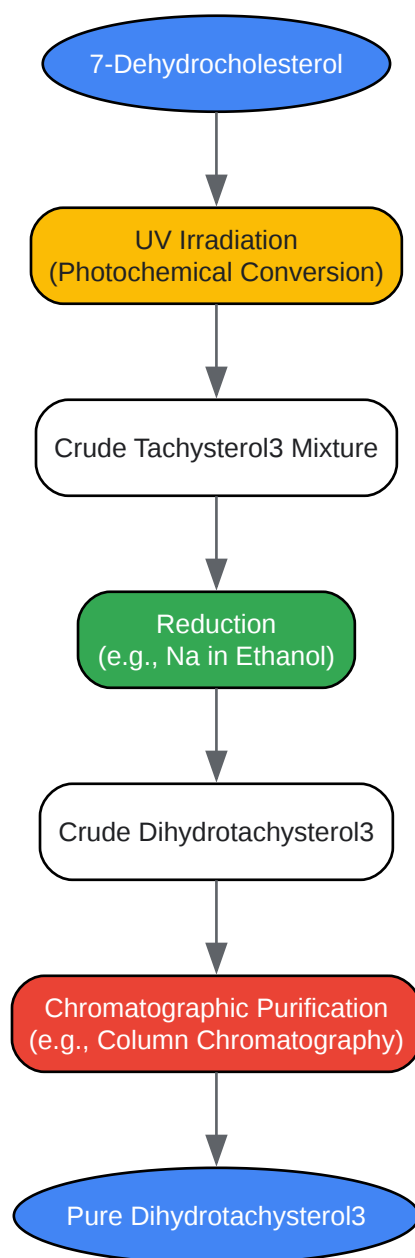 7-Dehydrocholesterol
UV Irradiation
(Photochemical Conversion)
Crude Tachysterol3 Mixture
Reduction
(e.g., Na in Ethanol)
Crude Dihydrotachysterol3
Chromatographic Purification
(e.g., Column Chromatography)
Pure Dihydrotachysterol3